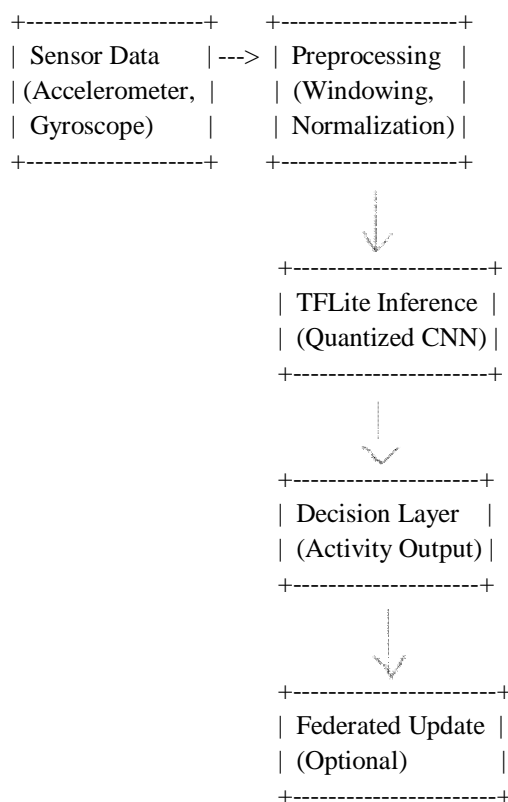 +--------------------+ +--------------------+
| Sensor Data | ---> | Preprocessing |
| (Accelerometer, | | (Windowing, |
| Gyroscope) | | Normalization) |
+--------------------+ +--------------------+
+----------------------+
| TFLite Inference |
| (Quantized CNN) |
+----------------------+
+---------------------+
| Decision Layer |
| (Activity Output) |
+---------------------+
+-----------------------+
| Federated Update |
| (Optional) |
+-----------------------+